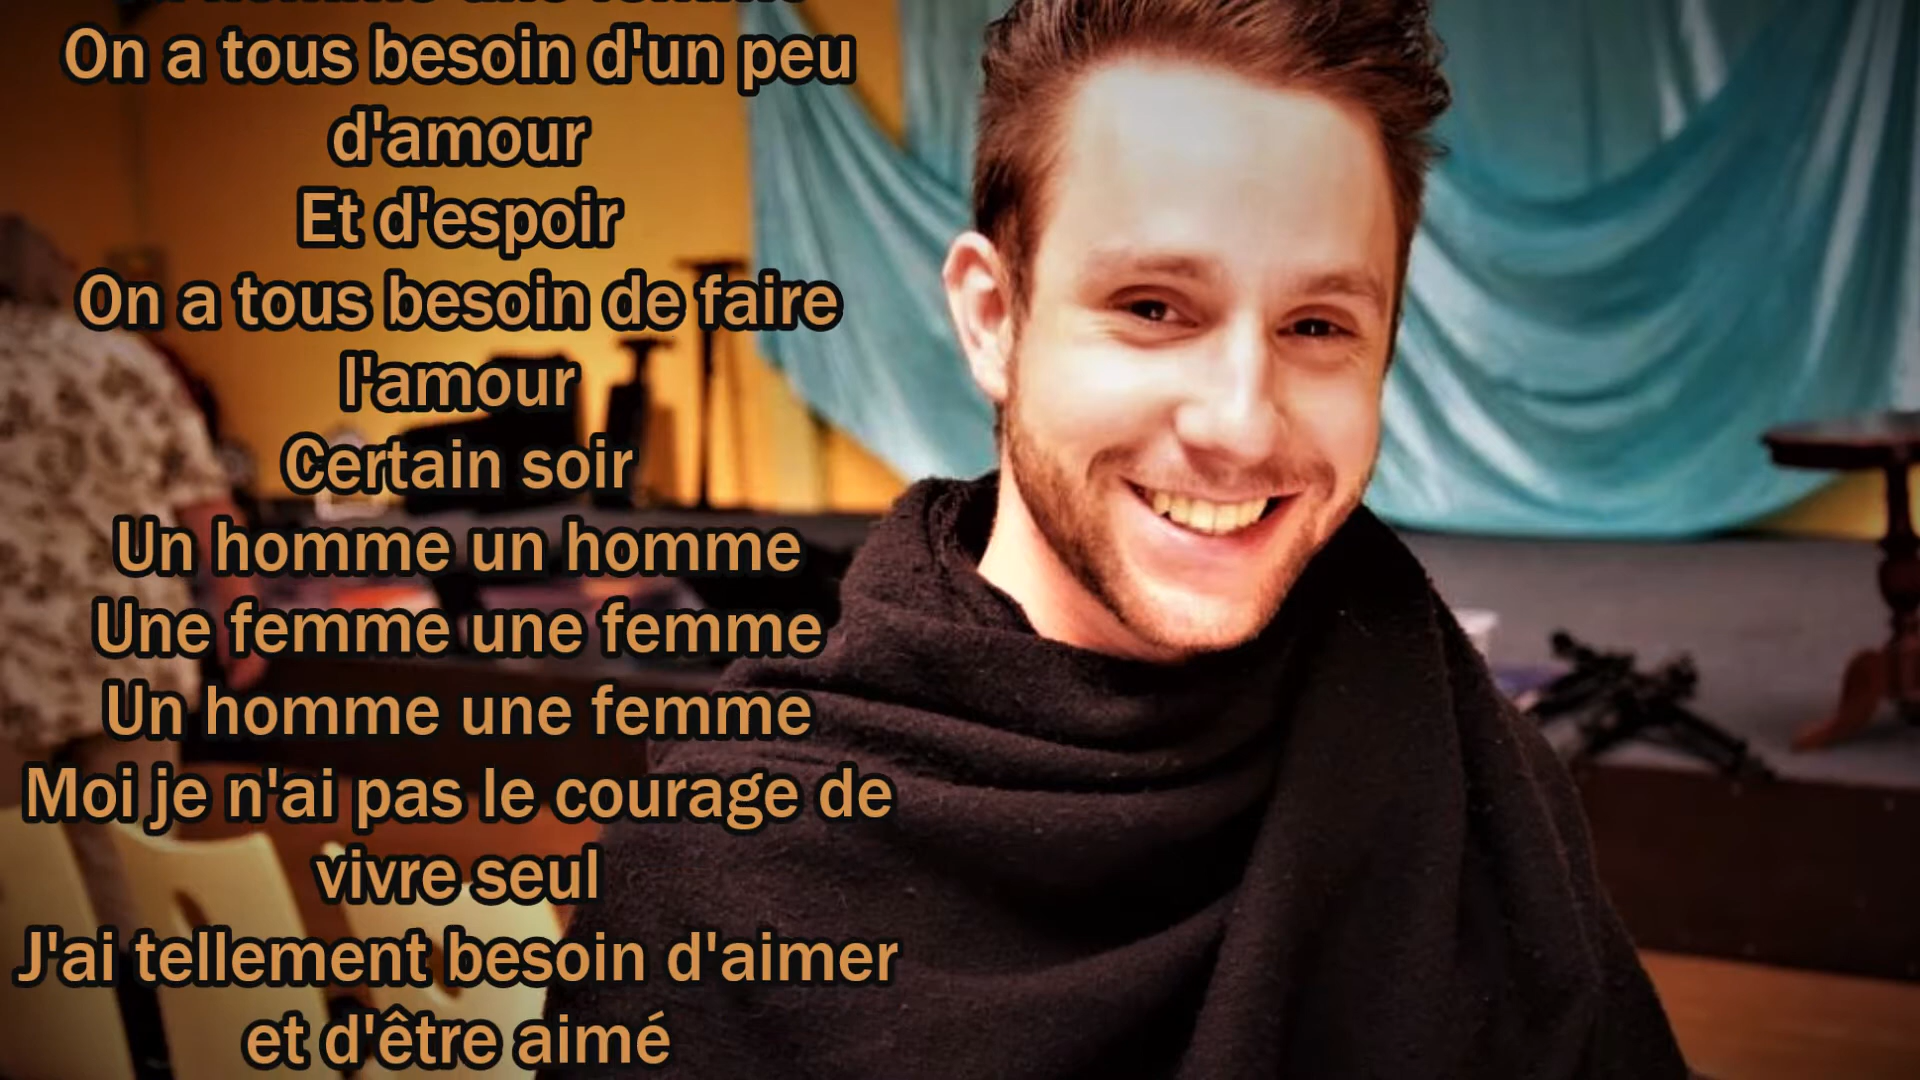 On a tous besoin d'un peu
d'amour
Et d'espoir
On a tous besoin de faire
l'amour
Certain soir
Un homme un homme
Une femme une femme
Un homme une femme
Moi je n'ai pas le courage de
vivre seul
J'ai tellement besoin d'aimer
et d'être aimé